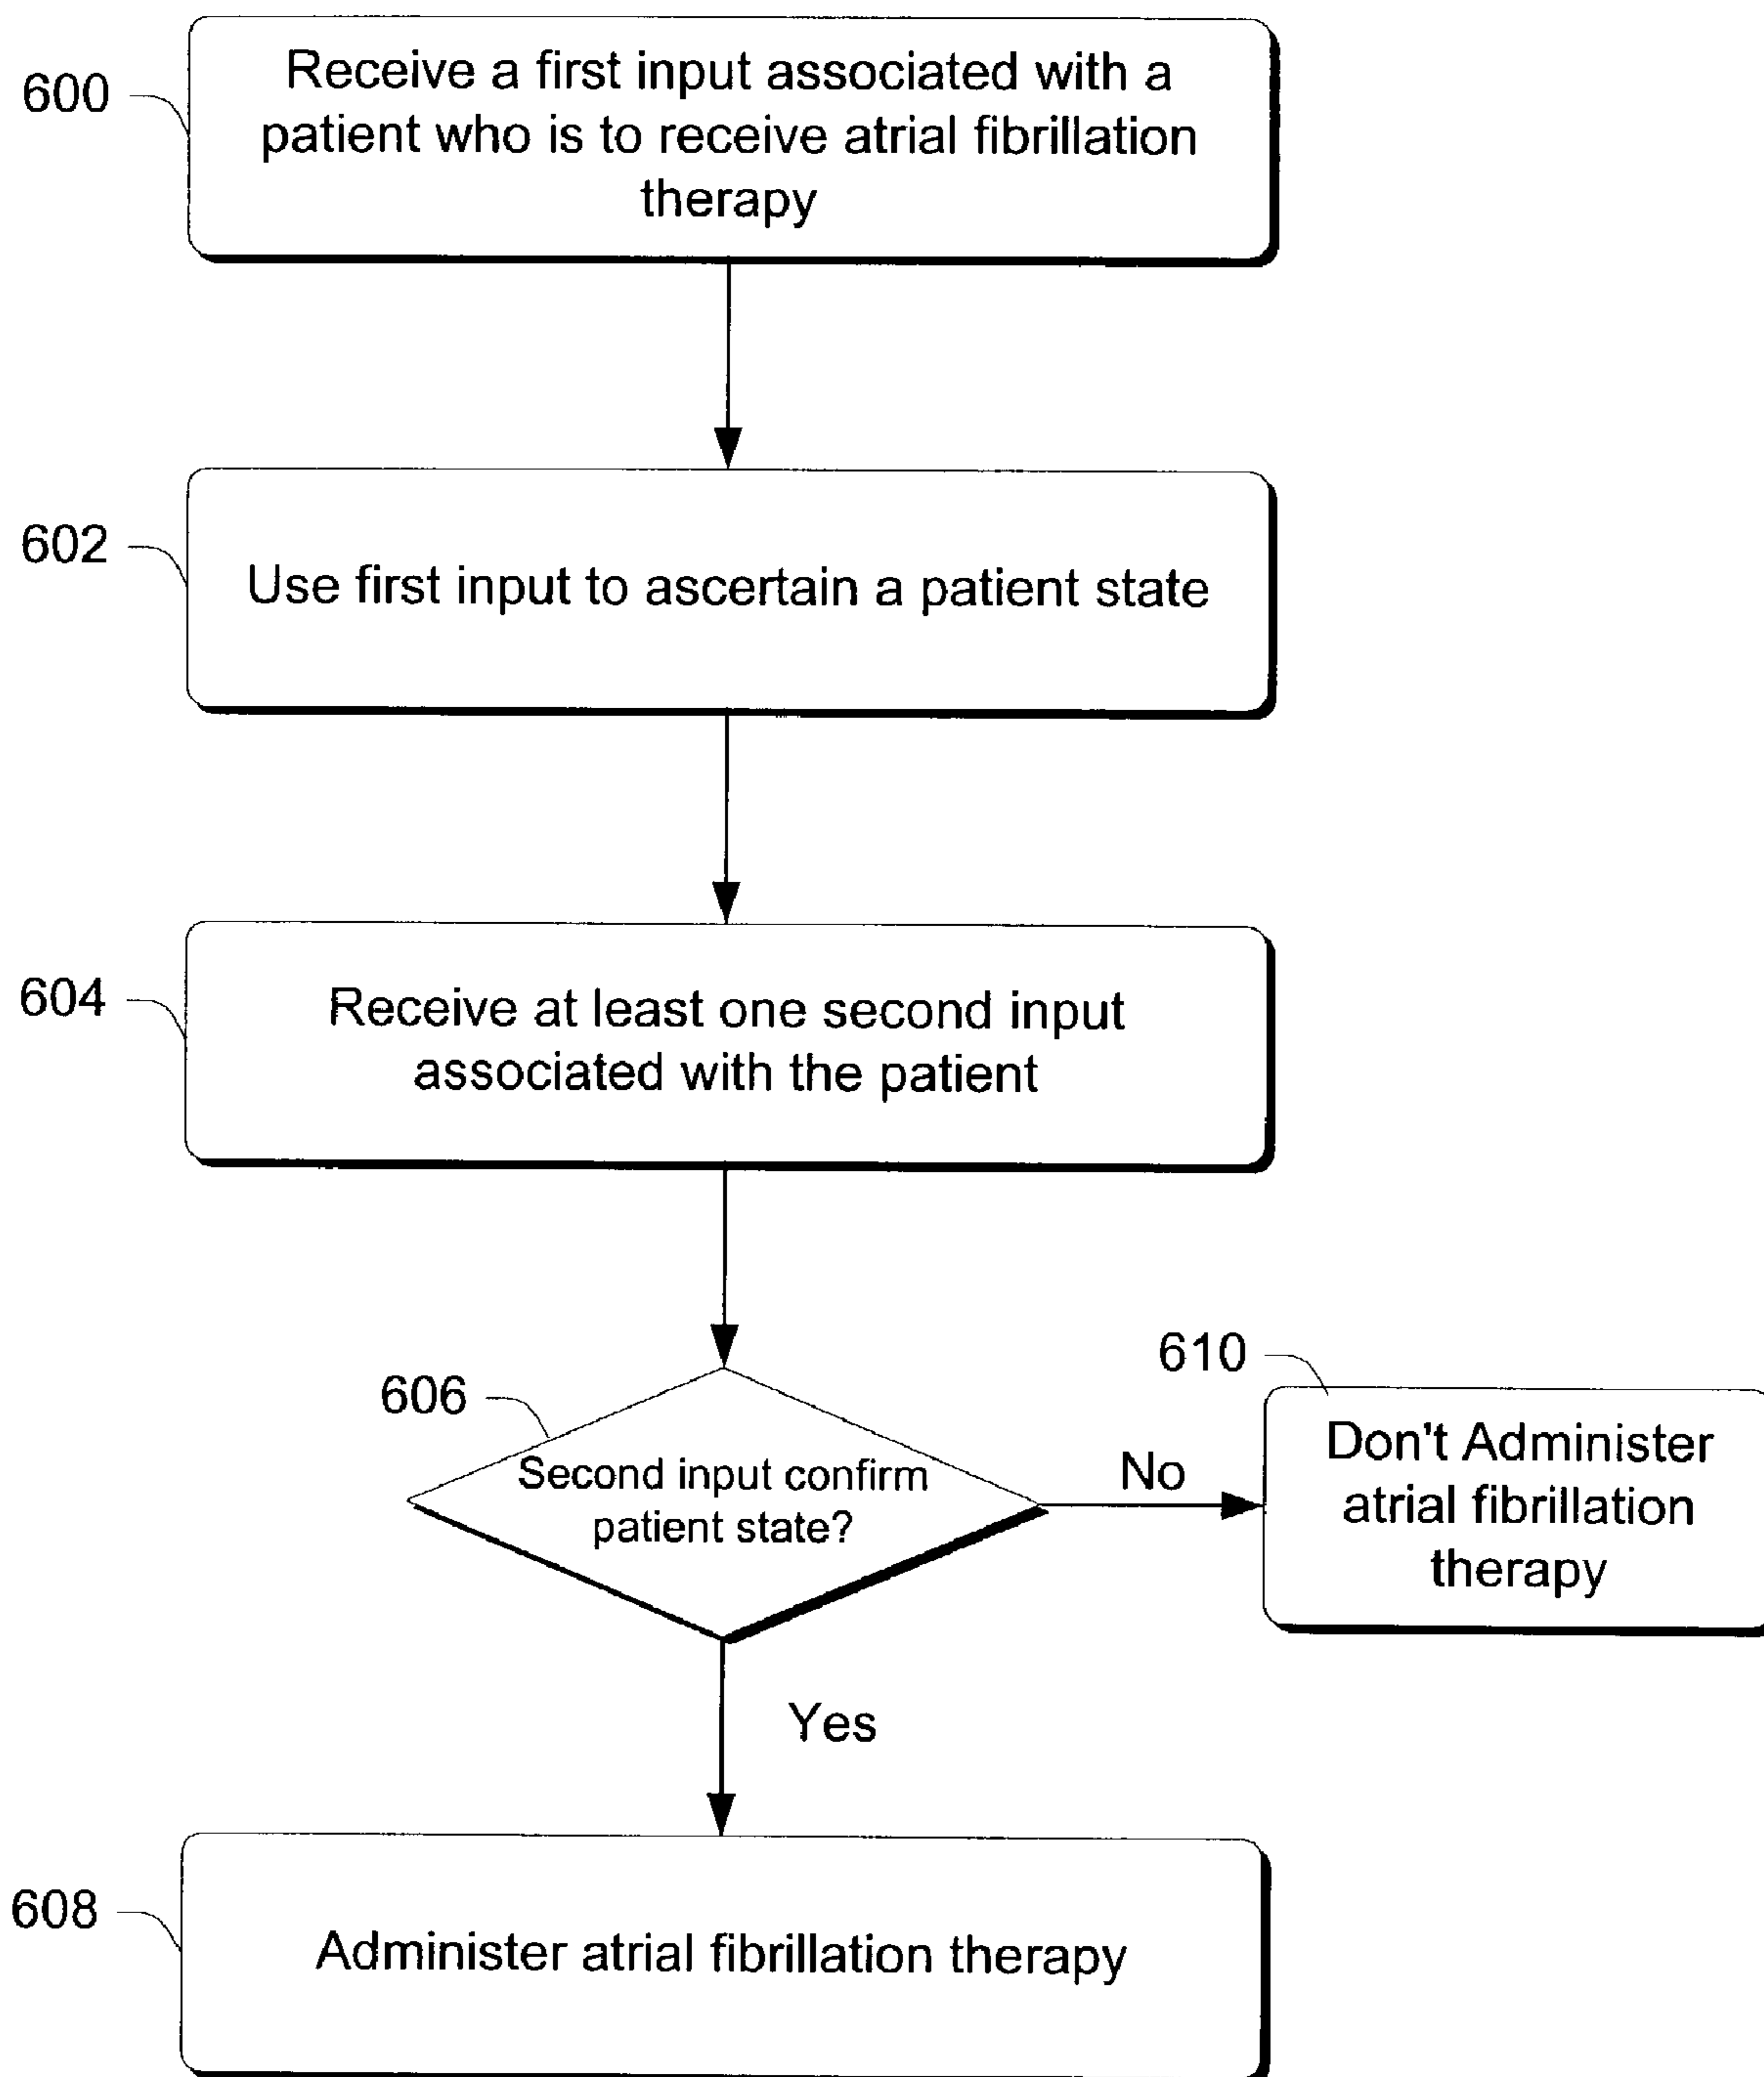 600
Receive a first input associated with a
patient who is to receive atrial fibrillation
therapy
602
Use first input to ascertain a patient state
604
Receive at least one second input
associated with the patient
606
Second input confirm
patient state?
No
610
Don't Administer
atrial fibrillation
therapy
Yes
608
Administer atrial fibrillation therapy